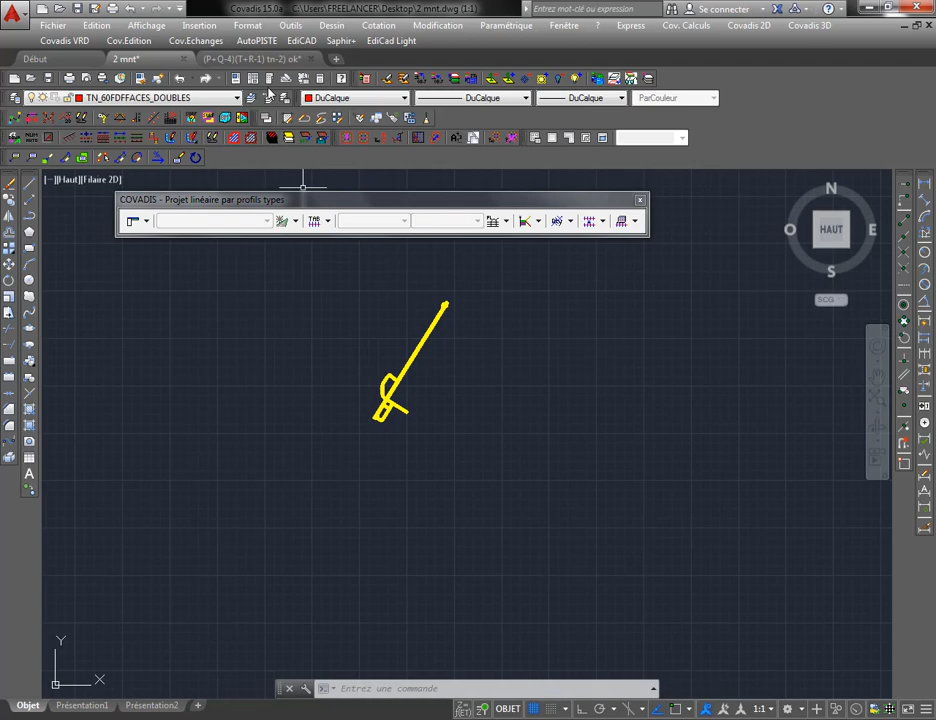 Covadis 15.0a - C:\Users\FREELANCER\Desktop\2 mnt.dwg (1:1)
Entrez mot-clé ou expression
Se connecter
Fichier Edition Affichage Insertion Format Outils Dessin Cotation Modification Paramétrique Fenêtre ? Express Cov. Calculs Covadis 2D Covadis 3D
Covadis VRD Cov.Edition Cov.Echanges AutoPISTE EdiCAD Saphir+ EdiCad Light
Début 2 mnt* (P+Q-4)(T+R-1) tn-2) ok*
TN_60FDFFACES_DOUBLES DuCalque DuCalque DuCalque ParCouleur
[−][Haut][Filaire 2D]
COVADIS - Projet linéaire par profils types
TAB
N
O HAUT E
S
SCG
Y
X
Entrez une commande
Objet Présentation1 Présentation2 +
OBJET 1:1